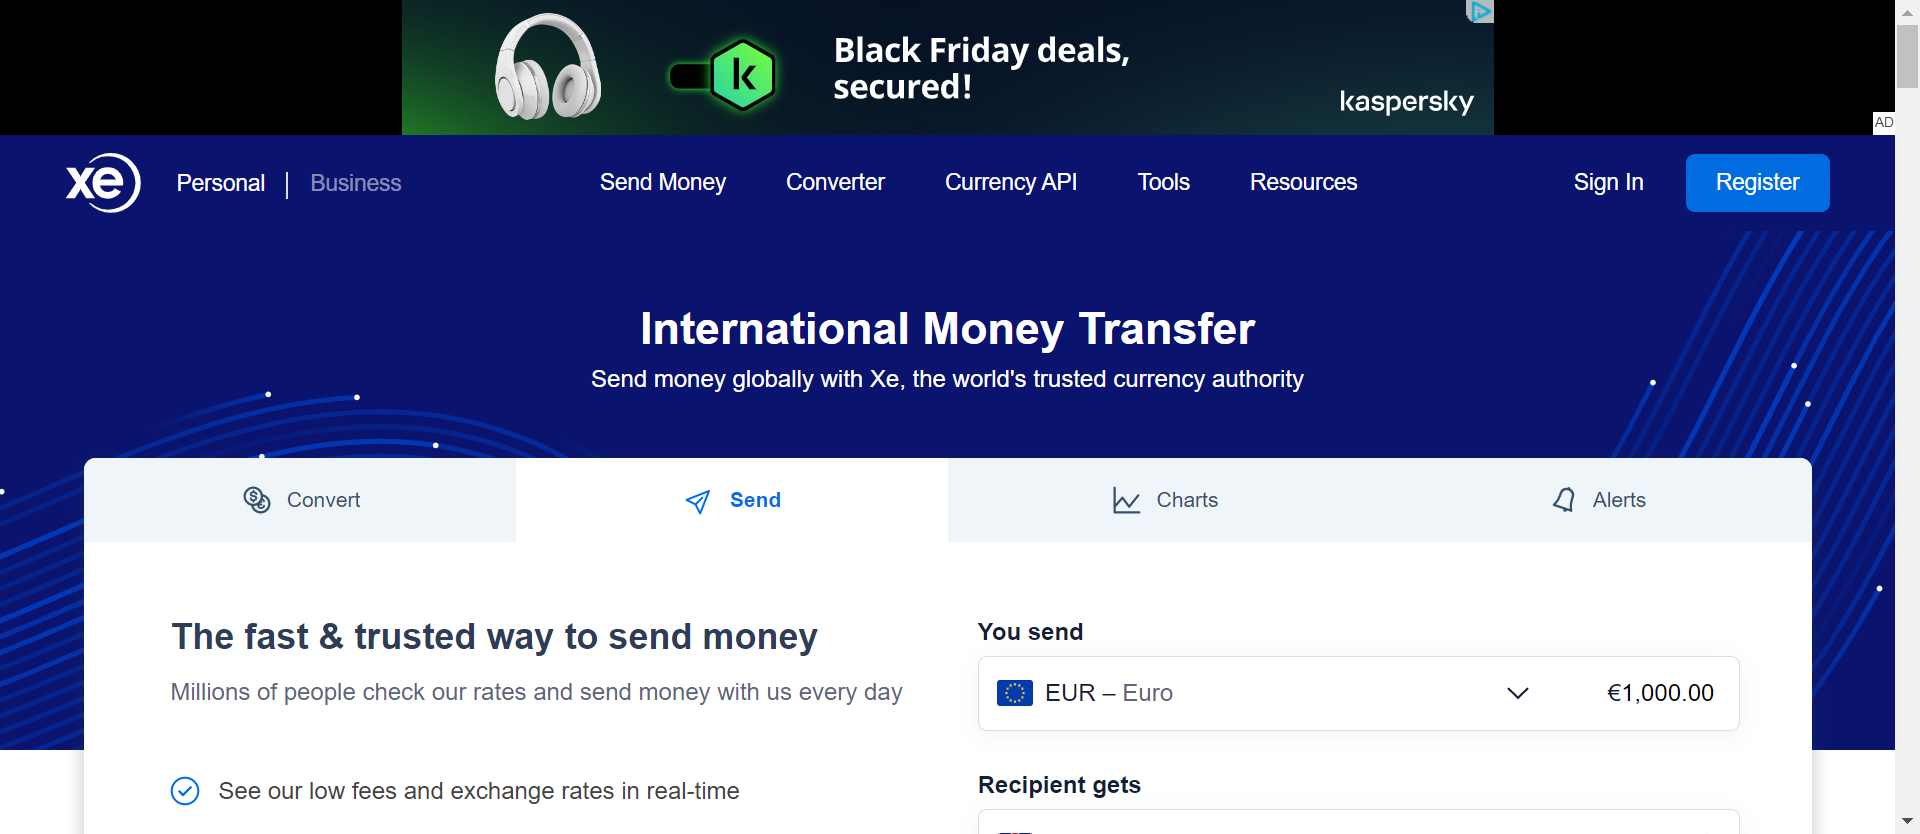 Black Friday deals,
secured!
k
kaspersky
AD
xe
Personal
Business
Send Money
Converter
Currency API
Tools
Resources
Sign In
Register
International Money Transfer
Send money globally with Xe, the world's trusted currency authority
Convert
Send
Charts
Alerts
The fast & trusted way to send money
Millions of people check our rates and send money with us every day
See our low fees and exchange rates in real-time
You send
EUR – Euro
€1,000.00
Recipient gets